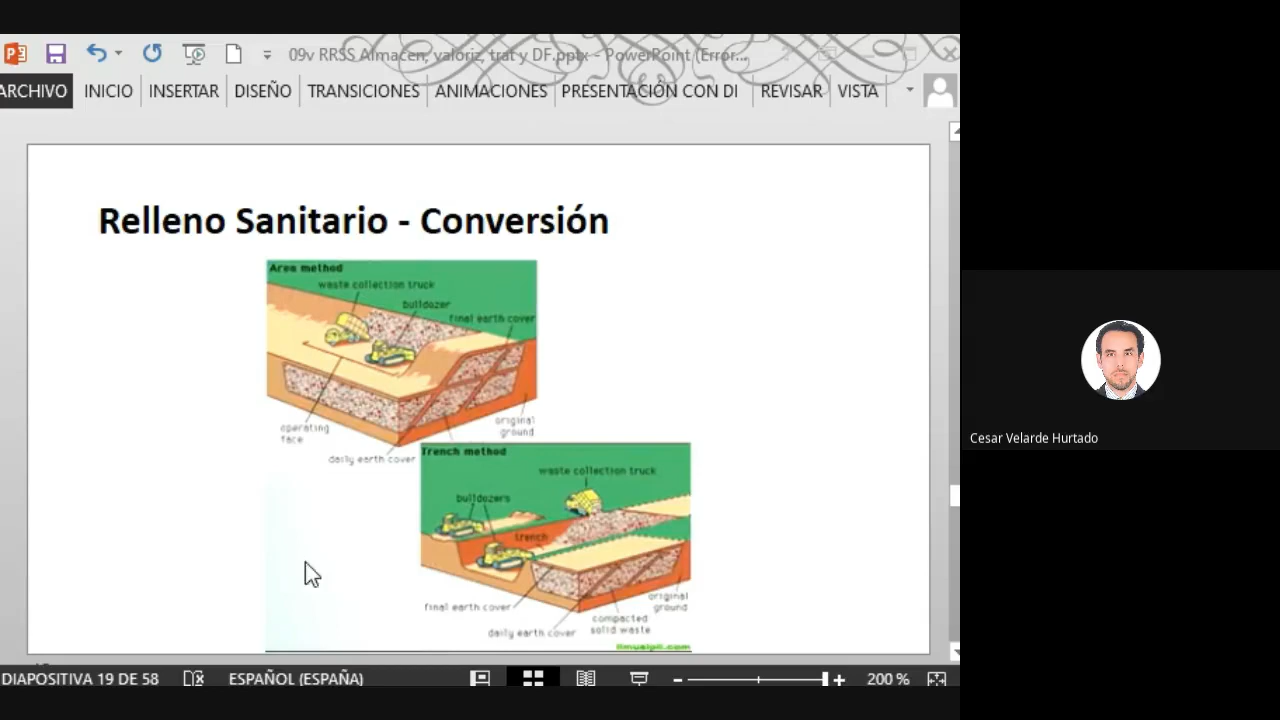 09v RRSS Almacen, valoriz, trat y DF.pptx - PowerPoint (Error...
ARCHIVO INICIO INSERTAR DISEÑO TRANSICIONES ANIMACIONES PRESENTACIÓN CON DI REVISAR VISTA
Relleno Sanitario - Conversión
Area method
waste collection truck
bulldozer
final earth cover
operating
face
original
ground
daily earth cover
Trench method
waste collection truck
bulldozers
trench
final earth cover
original
ground
compacted
solid waste
daily earth cover
Cesar Velarde Hurtado
DIAPOSITIVA 19 DE 58 ESPAÑOL (ESPAÑA) 200 %